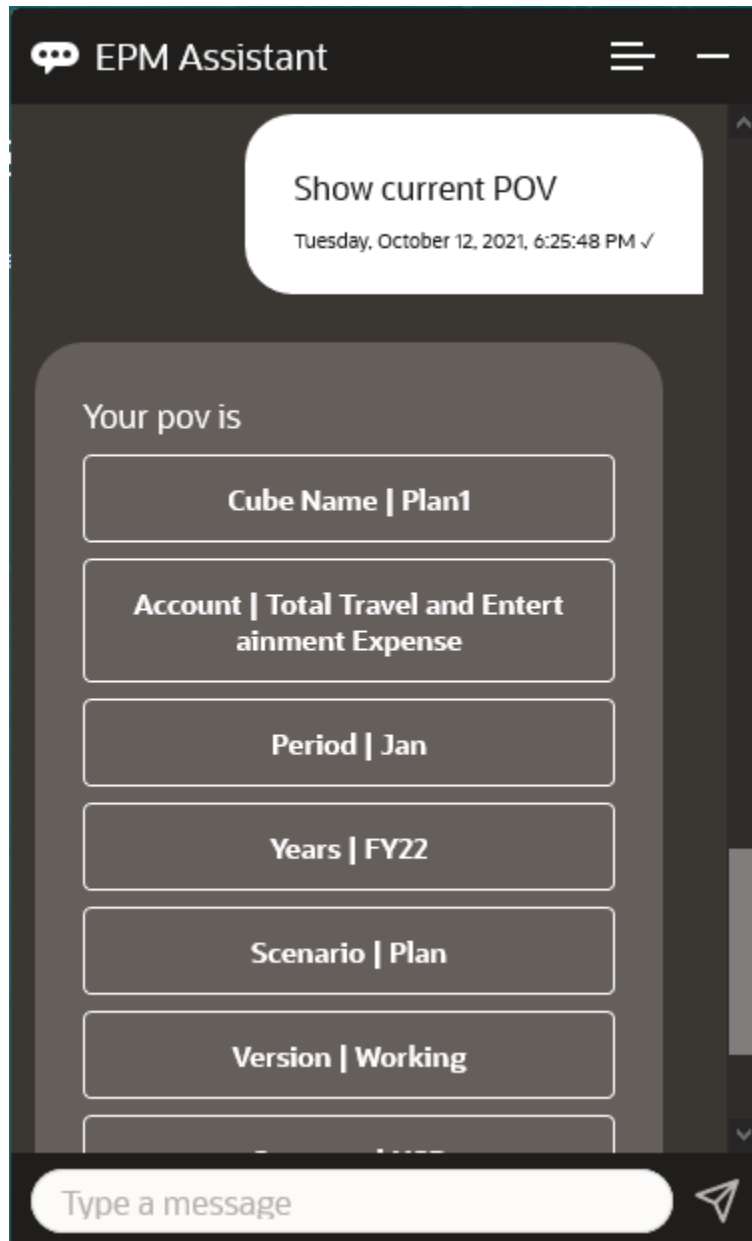 EPM Assistant
Show current POV
Tuesday, October 12, 2021, 6:25:48 PM ✓
Your pov is
Cube Name | Plan1
Account | Total Travel and Entert
ainment Expense
Period | Jan
Years | FY22
Scenario | Plan
Version | Working
Type a message